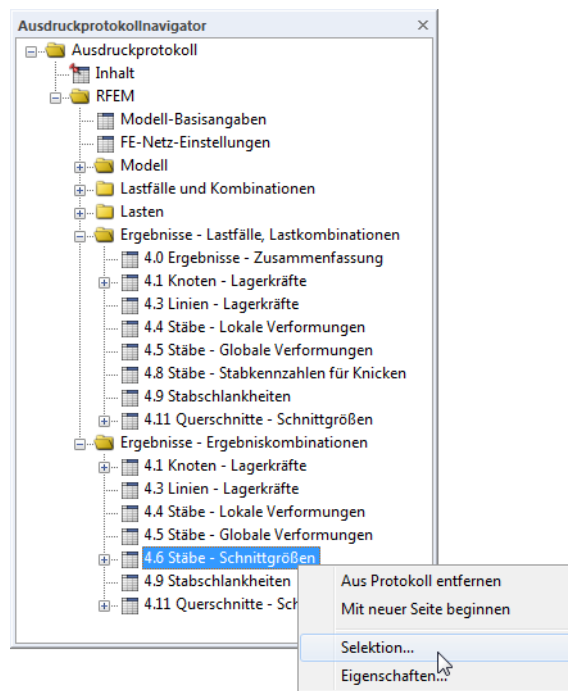 Ausdruckprotokollnavigator
Ausdruckprotokoll
Inhalt
RFEM
Modell-Basisangaben
FE-Netz-Einstellungen
Modell
Lastfälle und Kombinationen
Lasten
Ergebnisse - Lastfälle, Lastkombinationen
4.0 Ergebnisse - Zusammenfassung
4.1 Knoten - Lagerkräfte
4.3 Linien - Lagerkräfte
4.4 Stäbe - Lokale Verformungen
4.5 Stäbe - Globale Verformungen
4.8 Stäbe - Stabkennzahlen für Knicken
4.9 Stabschlankheiten
4.11 Querschnitte - Schnittgrößen
Ergebnisse - Ergebniskombinationen
4.1 Knoten - Lagerkräfte
4.3 Linien - Lagerkräfte
4.4 Stäbe - Lokale Verformungen
4.5 Stäbe - Globale Verformungen
4.6 Stäbe - Schnittgrößen
4.9 Stabschlankheiten
4.11 Querschnitte - Sch
Aus Protokoll entfernen
Mit neuer Seite beginnen
Selektion...
Eigenschaften...